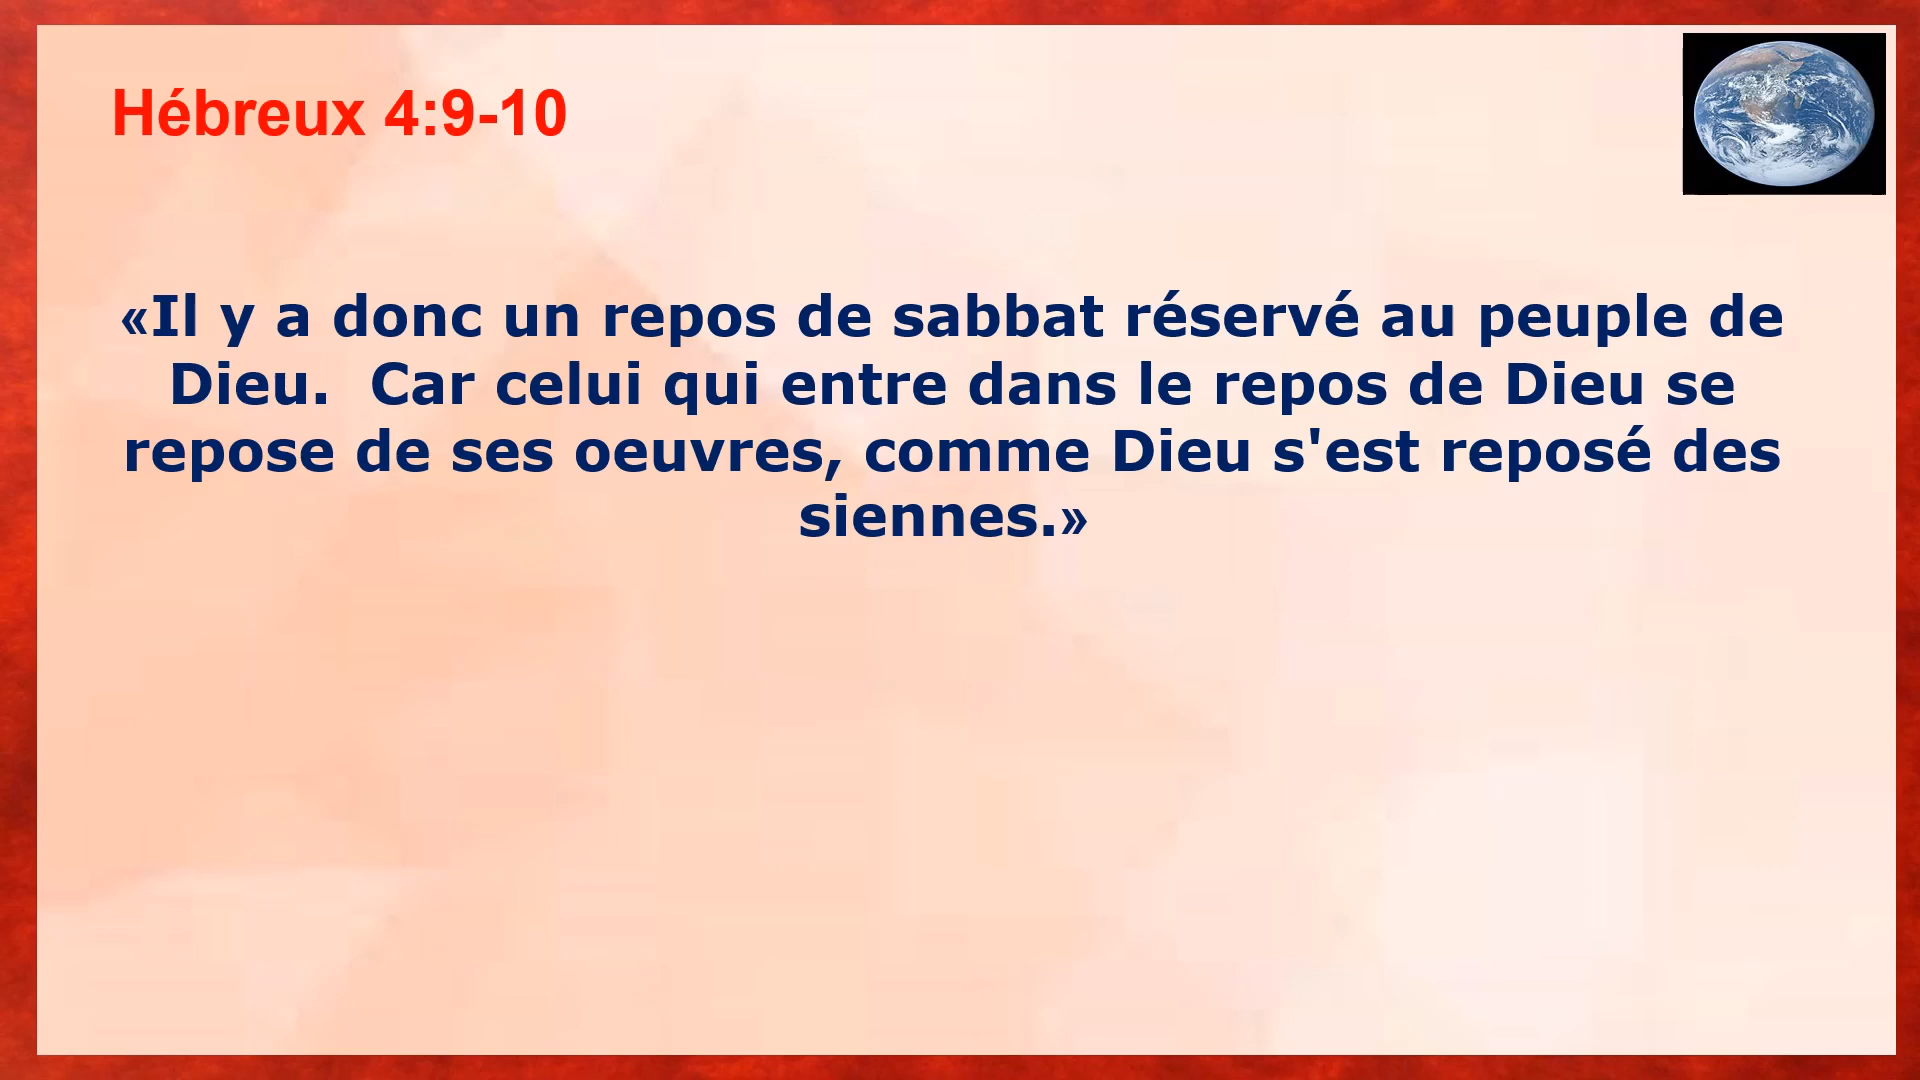 Hébreux 4:9-10
«Il y a donc un repos de sabbat réservé au peuple de
Dieu.  Car celui qui entre dans le repos de Dieu se
repose de ses oeuvres, comme Dieu s'est reposé des
siennes.»